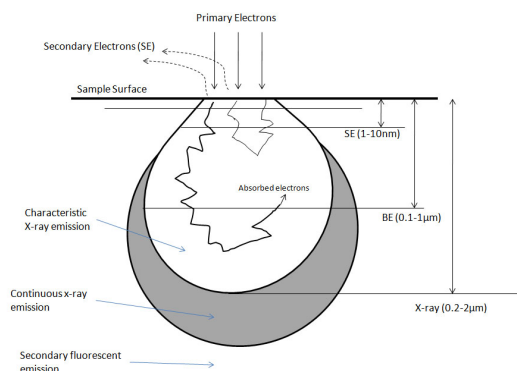 Primary Electrons
Secondary Electrons (SE)
Sample Surface
SE (1-10nm)
Absorbed electrons
BE (0.1-1µm)
Characteristic
X-ray emission
Continuous x-ray
emission
X-ray (0.2-2µm)
Secondary fluorescent
emission